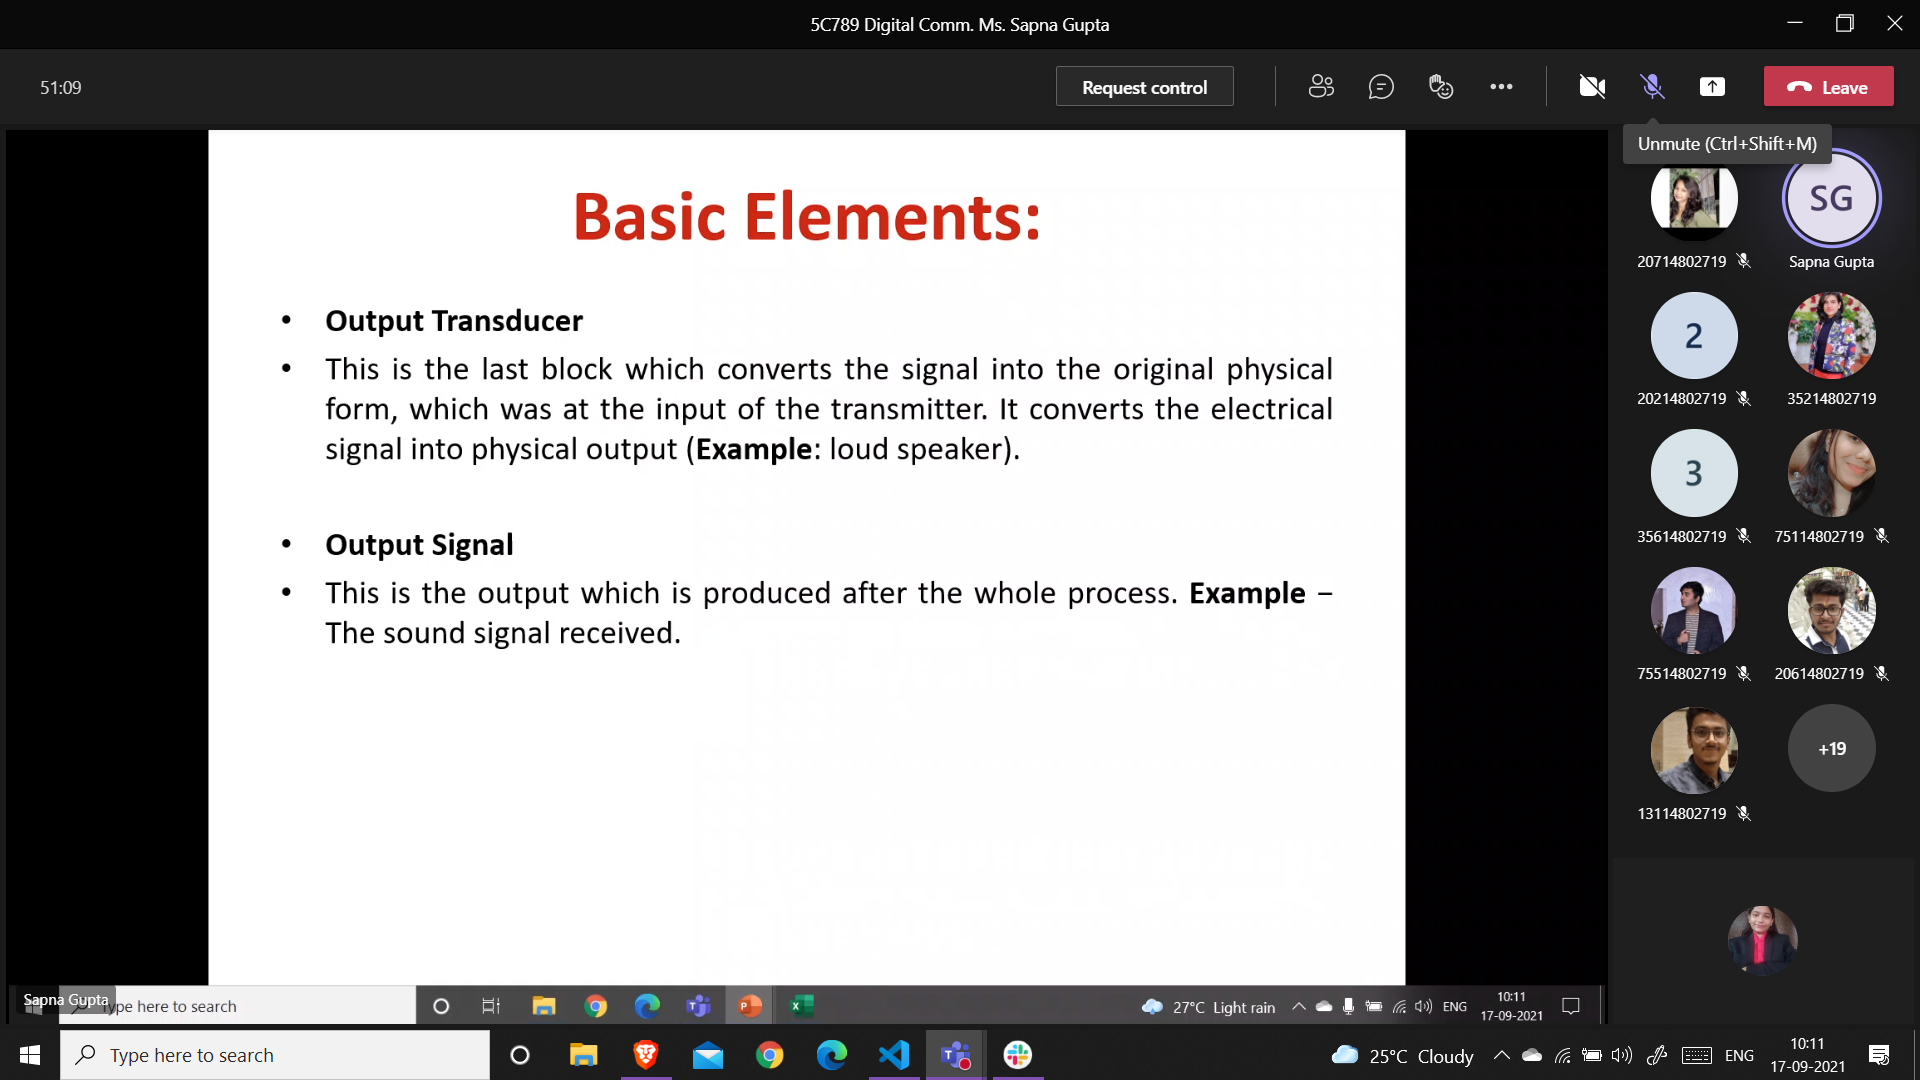 5C789 Digital Comm. Ms. Sapna Gupta
51:09
Request control
Leave
Unmute (Ctrl+Shift+M)
Basic Elements:
• Output Transducer
• This is the last block which converts the signal into the original physical
form, which was at the input of the transmitter. It converts the electrical
signal into physical output (Example: loud speaker).
• Output Signal
• This is the output which is produced after the whole process. Example –
The sound signal received.
SG
20714802719
Sapna Gupta
2
20214802719
35214802719
3
35614802719
75114802719
75514802719
20614802719
+19
13114802719
Sapna Gupta
Type here to search
27°C Light rain
ENG
10:11
17-09-2021
Type here to search
25°C Cloudy
ENG
10:11
17-09-2021